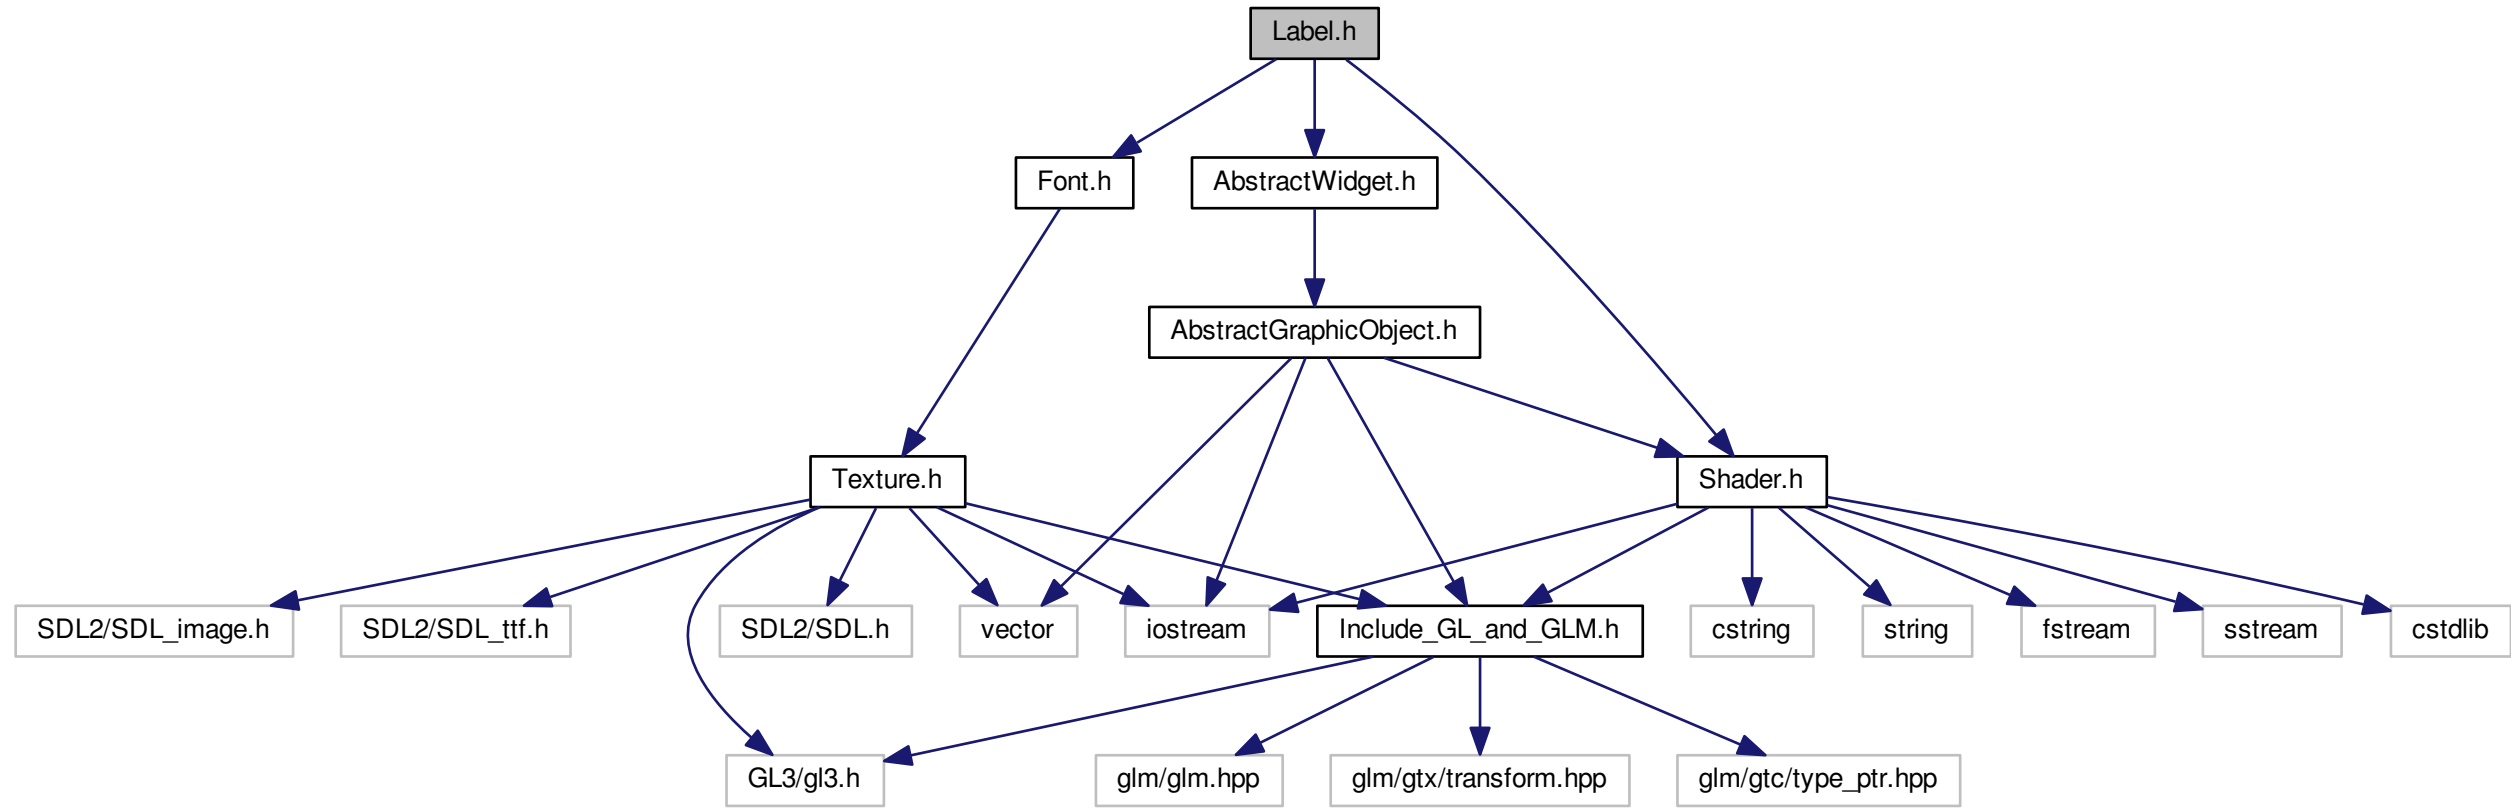 Label.h
Font.h
AbstractWidget.h
AbstractGraphicObject.h
Texture.h
Shader.h
SDL2/SDL_image.h
SDL2/SDL_ttf.h
SDL2/SDL.h
vector
iostream
Include_GL_and_GLM.h
cstring
string
fstream
sstream
cstdlib
GL3/gl3.h
glm/glm.hpp
glm/gtx/transform.hpp
glm/gtc/type_ptr.hpp